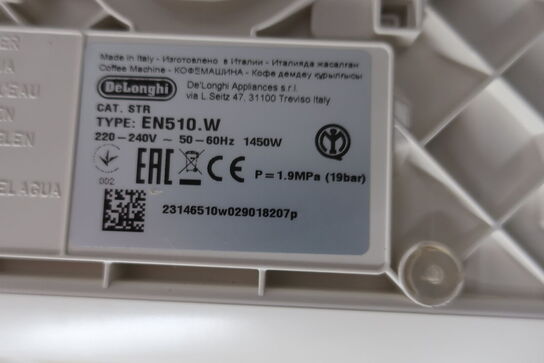 Made in Italy - Изготовлено в Италии - Италияда жасалған
Coffee Machine - КОФЕМАШИНА - Кофе демдеу құрылғысы
DeLonghi
De'Longhi Appliances s.r.l.
via L.Seitz 47, 31100 Treviso Italy
CAT. STR
TYPE: EN510.W
220-240V ~ 50-60Hz 1450W
002
EAC CE P = 1.9MPa (19bar)
23146510w029018207p
EL AGUA